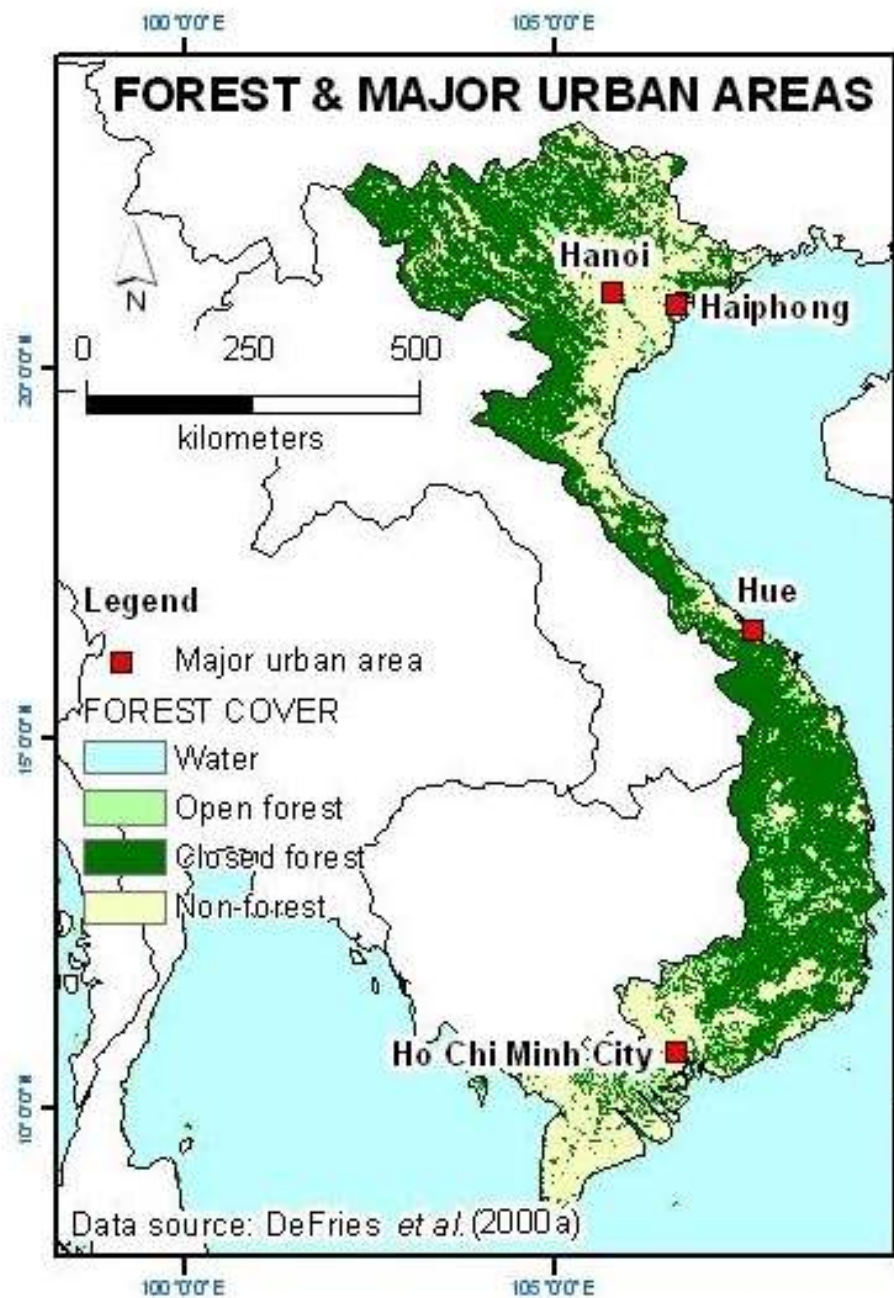 100°0'0"E 105°0'0"E
FOREST & MAJOR URBAN AREAS
Hanoi
Haiphong
N
0 250 500
kilometers
20°0'0"N
Hue
Legend
Major urban area
FOREST COVER
Water
15°0'0"N
Open forest
Closed forest
Non-forest
Ho Chi Minh City
10°0'0"N
Data source: DeFries et al. (2000a)
100°0'0"E 105°0'0"E